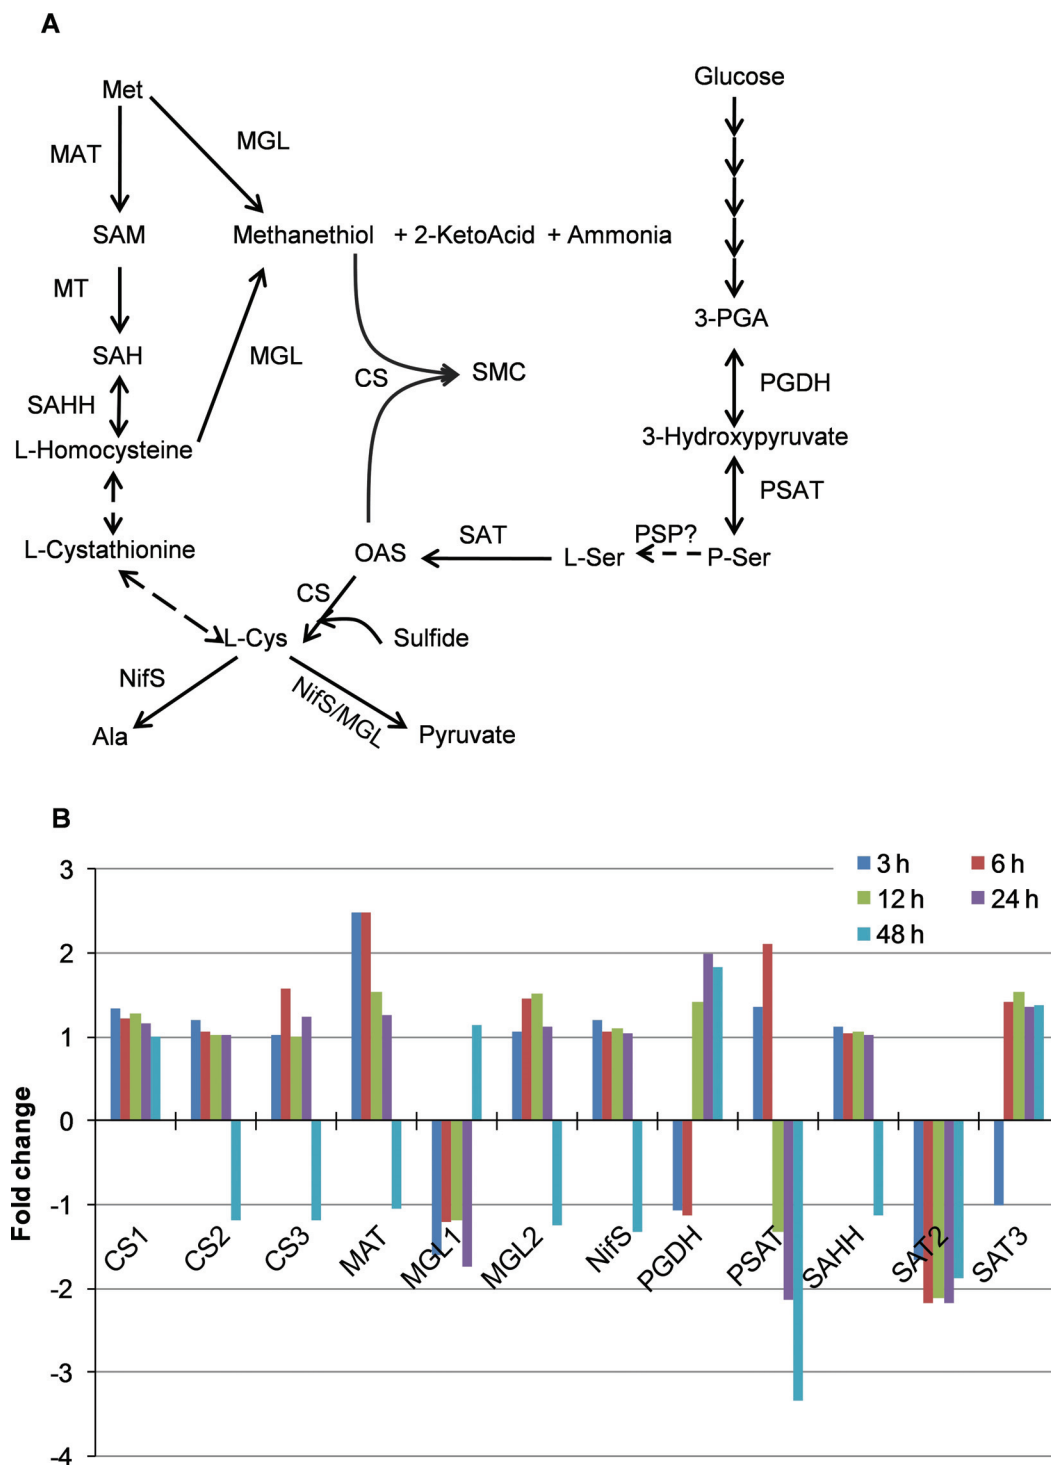 A
Met
Glucose
MAT
MGL
SAM
Methanethiol + 2-KetoAcid + Ammonia
MT
3-PGA
SAH
MGL
CS
SMC
PGDH
SAHH
L-Homocysteine
3-Hydroxypyruvate
PSAT
L-Cystathionine
OAS
SAT
L-Ser
PSP?
P-Ser
CS
L-Cys
Sulfide
NifS
NifS/MGL
Ala
Pyruvate
B
3 h
6 h
12 h
24 h
48 h
3
2
1
0
-1
-2
-3
-4
Fold change
CS1
CS2
CS3
MAT
MGL1
MGL2
NifS
PGDH
PSAT
SAHH
SAT2
SAT3